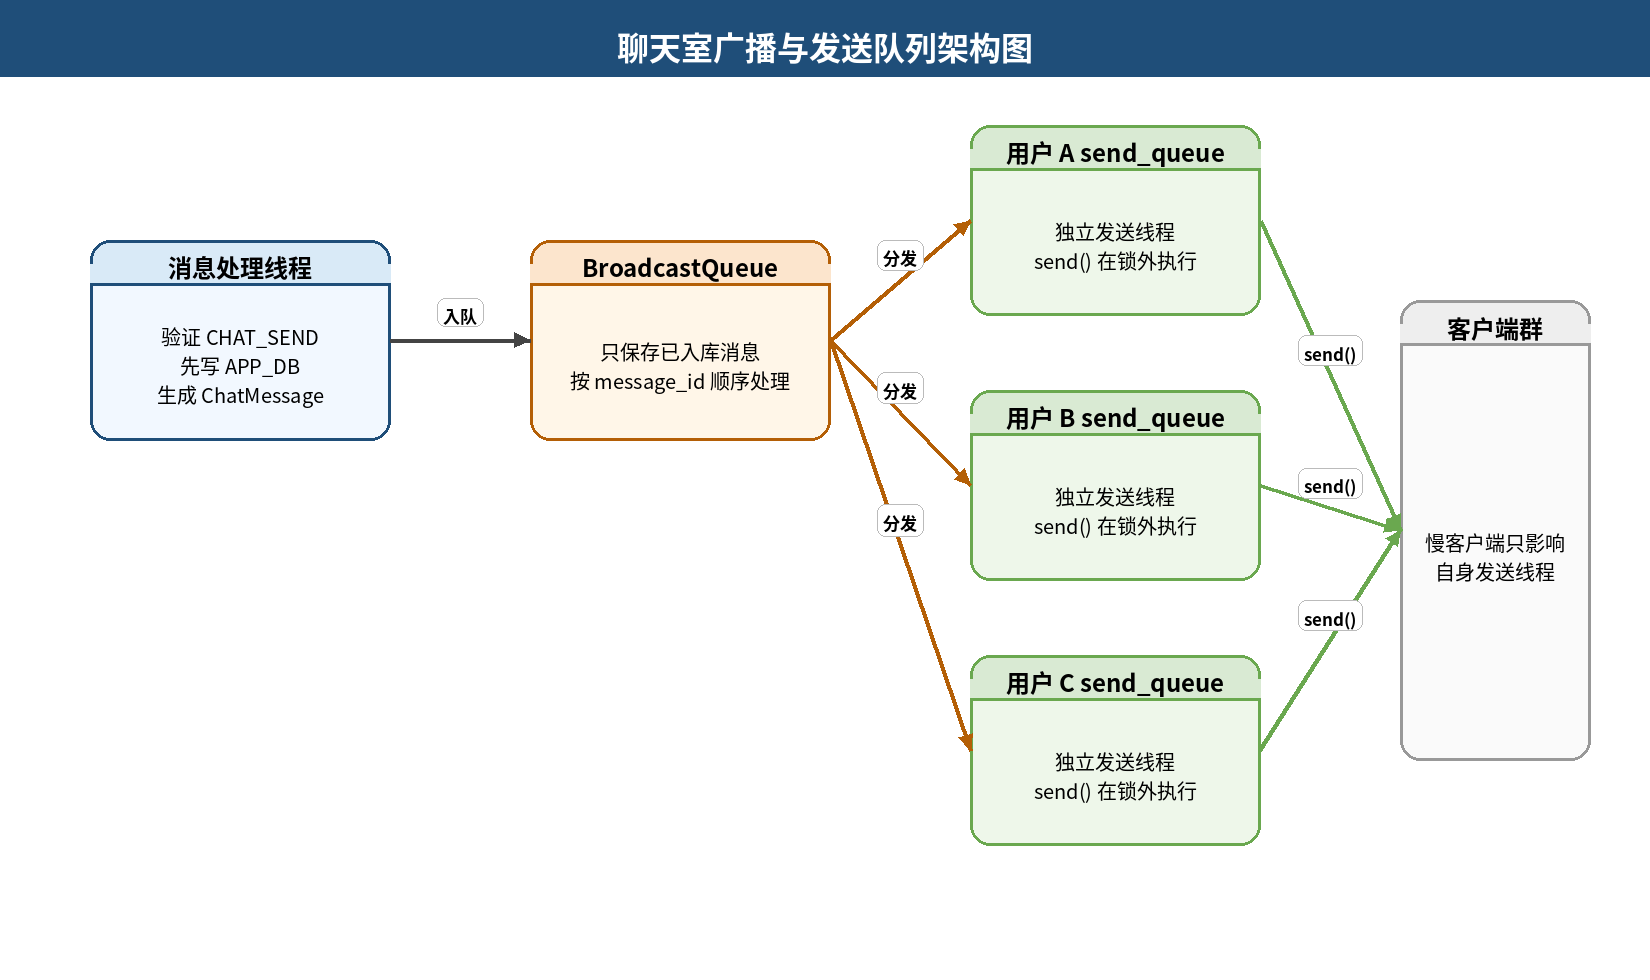 聊天室广播与发送队列架构图
消息处理线程
验证 CHAT_SEND
先写 APP_DB
生成 ChatMessage
入队
BroadcastQueue
只保存已入库消息
按 message_id 顺序处理
分发
分发
分发
用户 A send_queue
独立发送线程
send() 在锁外执行
用户 B send_queue
独立发送线程
send() 在锁外执行
用户 C send_queue
独立发送线程
send() 在锁外执行
send()
send()
send()
客户端群
慢客户端只影响
自身发送线程